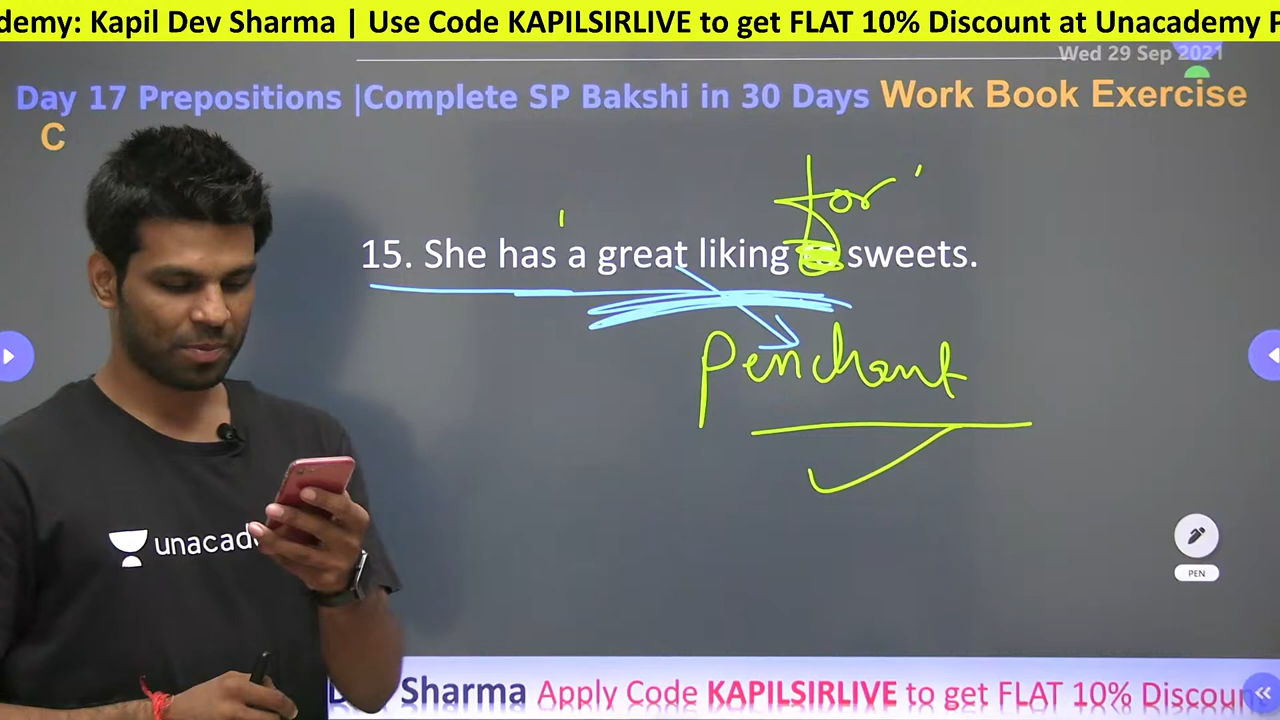 demy: Kapil Dev Sharma | Use Code KAPILSIRLIVE to get FLAT 10% Discount at Unacademy P
Wed 29 Sep 2021
Day 17 Prepositions |Complete SP Bakshi in 30 Days Work Book Exercise
C
for
15. She has a great liking sweets.
Penchant
unacade
PEN
Sharma Apply Code KAPILSIRLIVE to get FLAT 10% Discoun